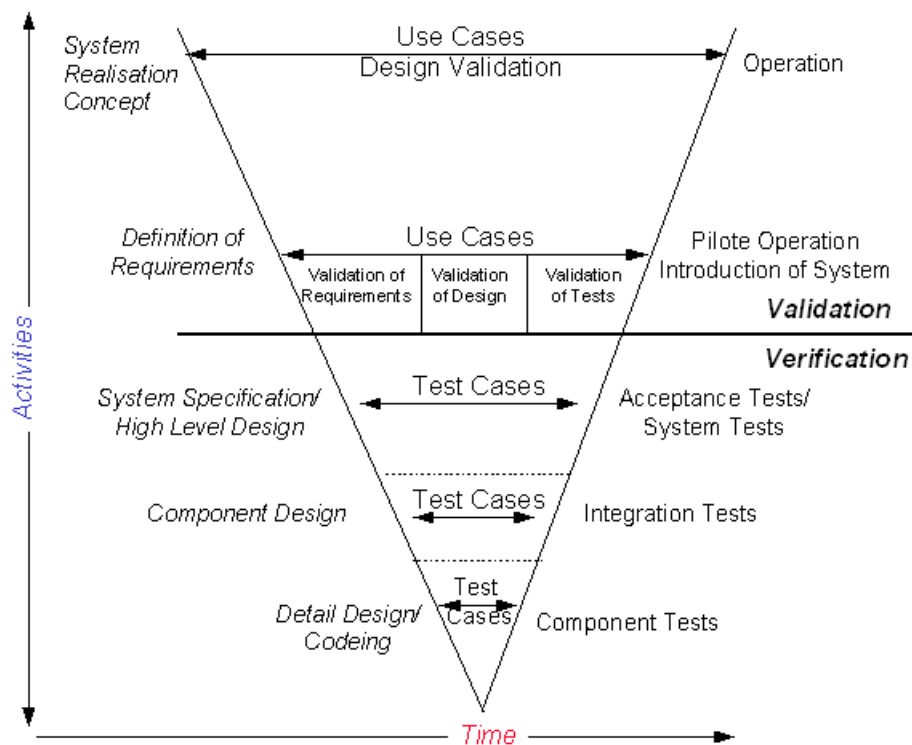 System
Realisation
Concept
Use Cases
Design Validation
Operation
Definition of
Requirements
Use Cases
Validation of
Requirements
Validation
of Design
Validation
of Tests
Pilote Operation
Introduction of System
Validation
Verification
Activities
System Specification/
High Level Design
Test Cases
Acceptance Tests/
System Tests
Component Design
Test Cases
Integration Tests
Detail Design/
Codeing
Test
Cases
Component Tests
Time